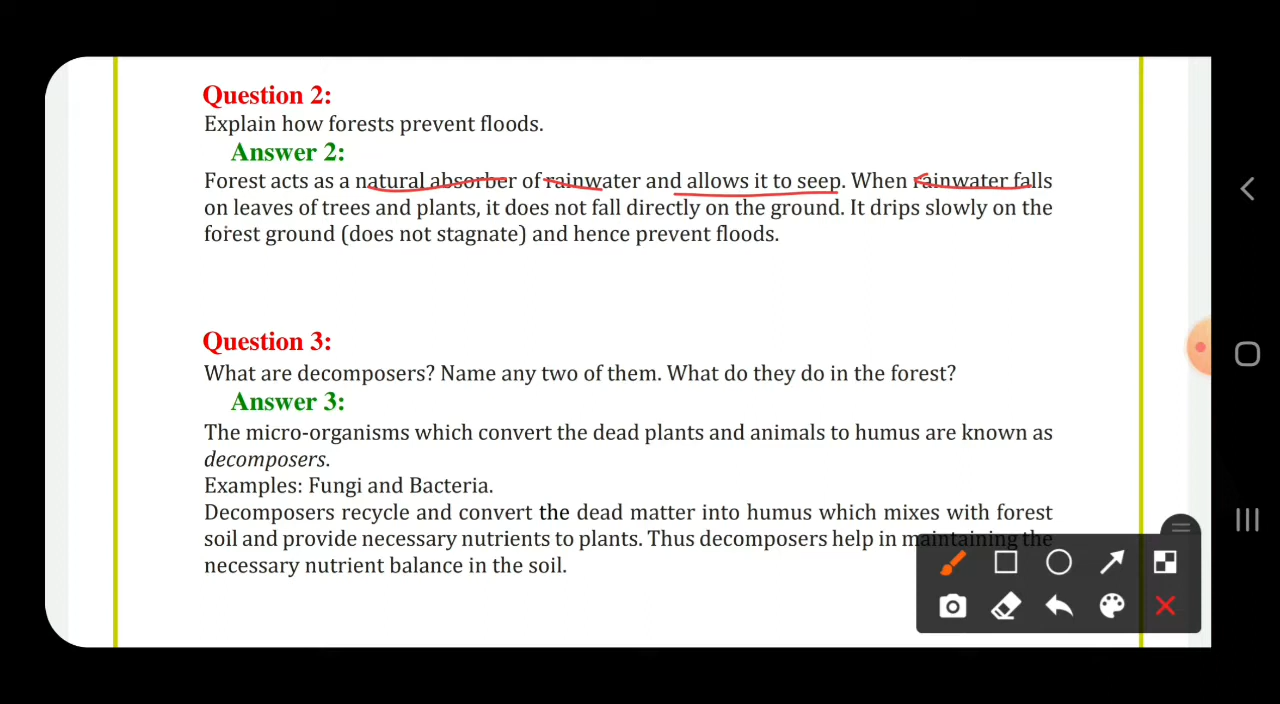 Question 2:
Explain how forests prevent floods.
Answer 2:
Forest acts as a natural absorber of rainwater and allows it to seep. When rainwater falls
on leaves of trees and plants, it does not fall directly on the ground. It drips slowly on the
forest ground (does not stagnate) and hence prevent floods.
Question 3:
What are decomposers? Name any two of them. What do they do in the forest?
Answer 3:
The micro-organisms which convert the dead plants and animals to humus are known as
decomposers.
Examples: Fungi and Bacteria.
Decomposers recycle and convert the dead matter into humus which mixes with forest
soil and provide necessary nutrients to plants. Thus decomposers help in maintaining the
necessary nutrient balance in the soil.